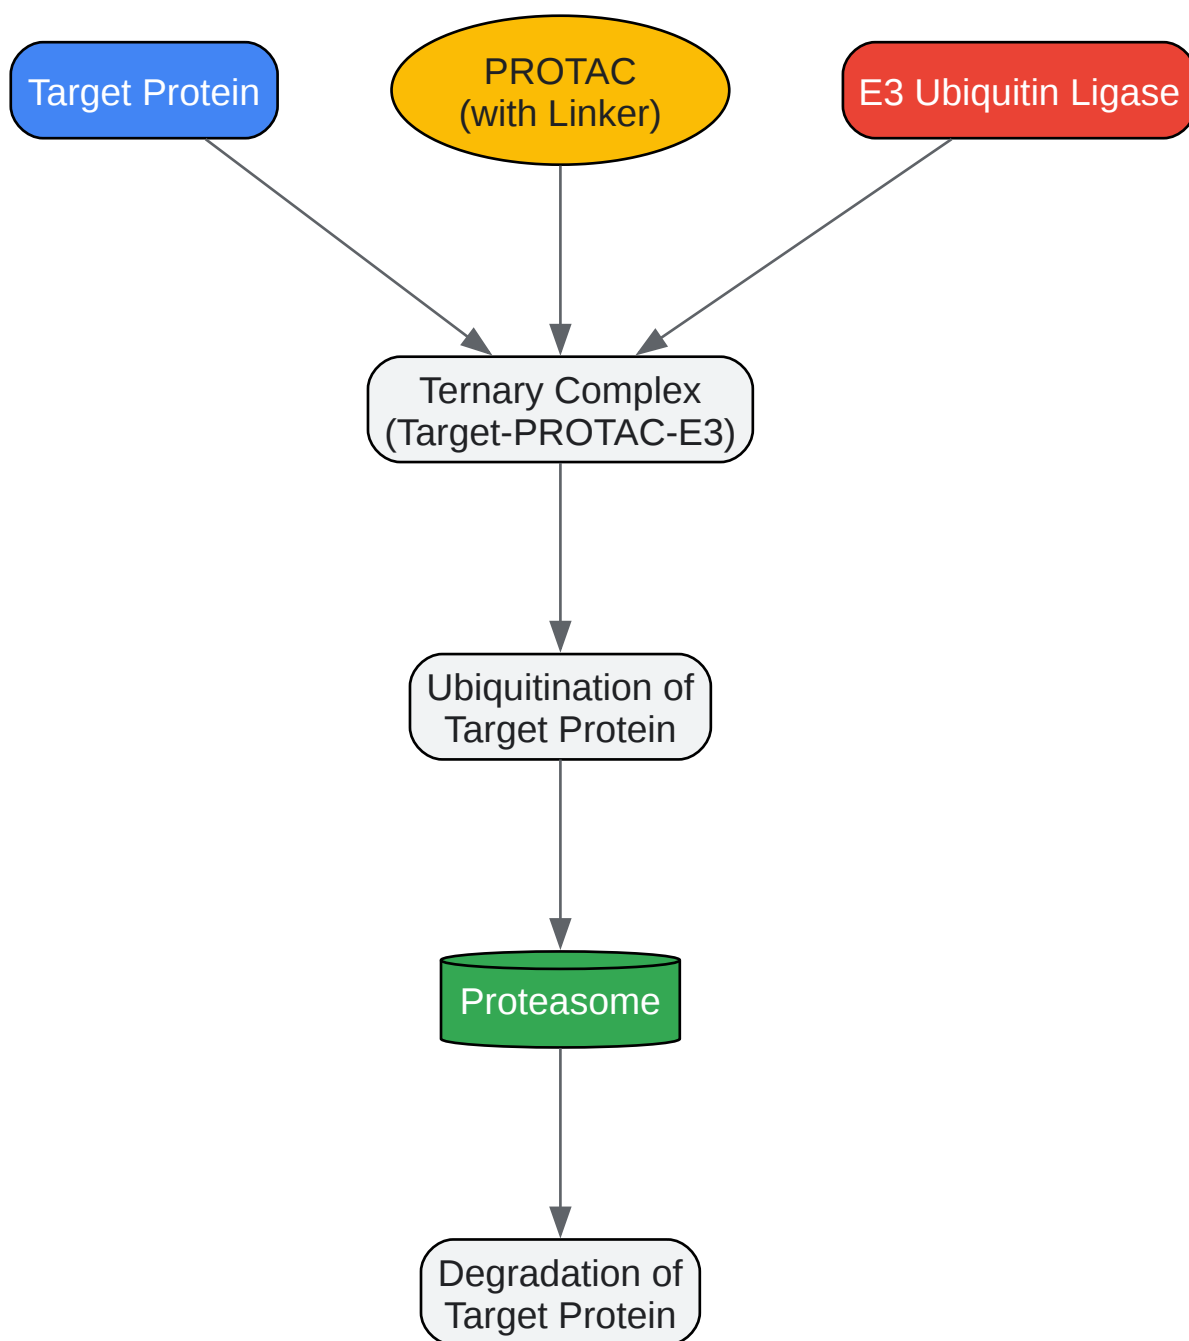 Target Protein
PROTAC
(with Linker)
E3 Ubiquitin Ligase
Ternary Complex
(Target-PROTAC-E3)
Ubiquitination of
Target Protein
Proteasome
Degradation of
Target Protein